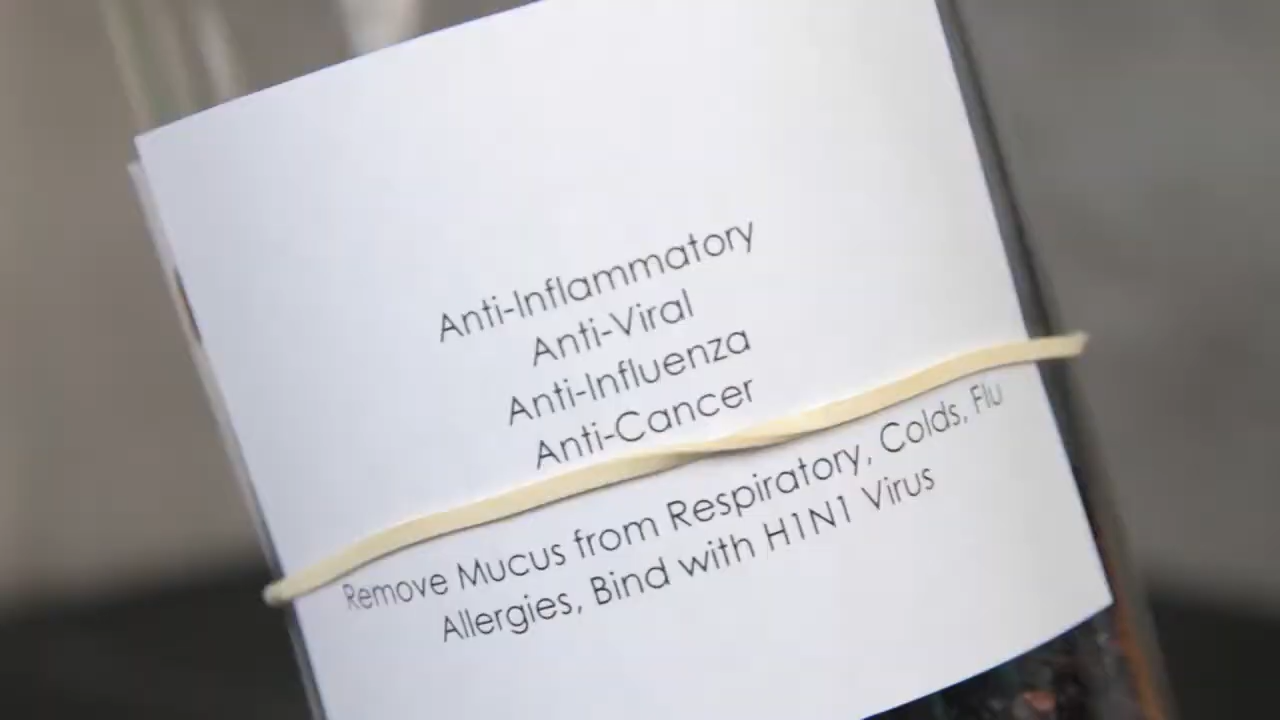 Anti-Inflammatory
Anti-Viral
Anti-Influenza
Anti-Cancer
Remove Mucus from Respiratory, Colds, Flu
Allergies, Bind with H1N1 Virus